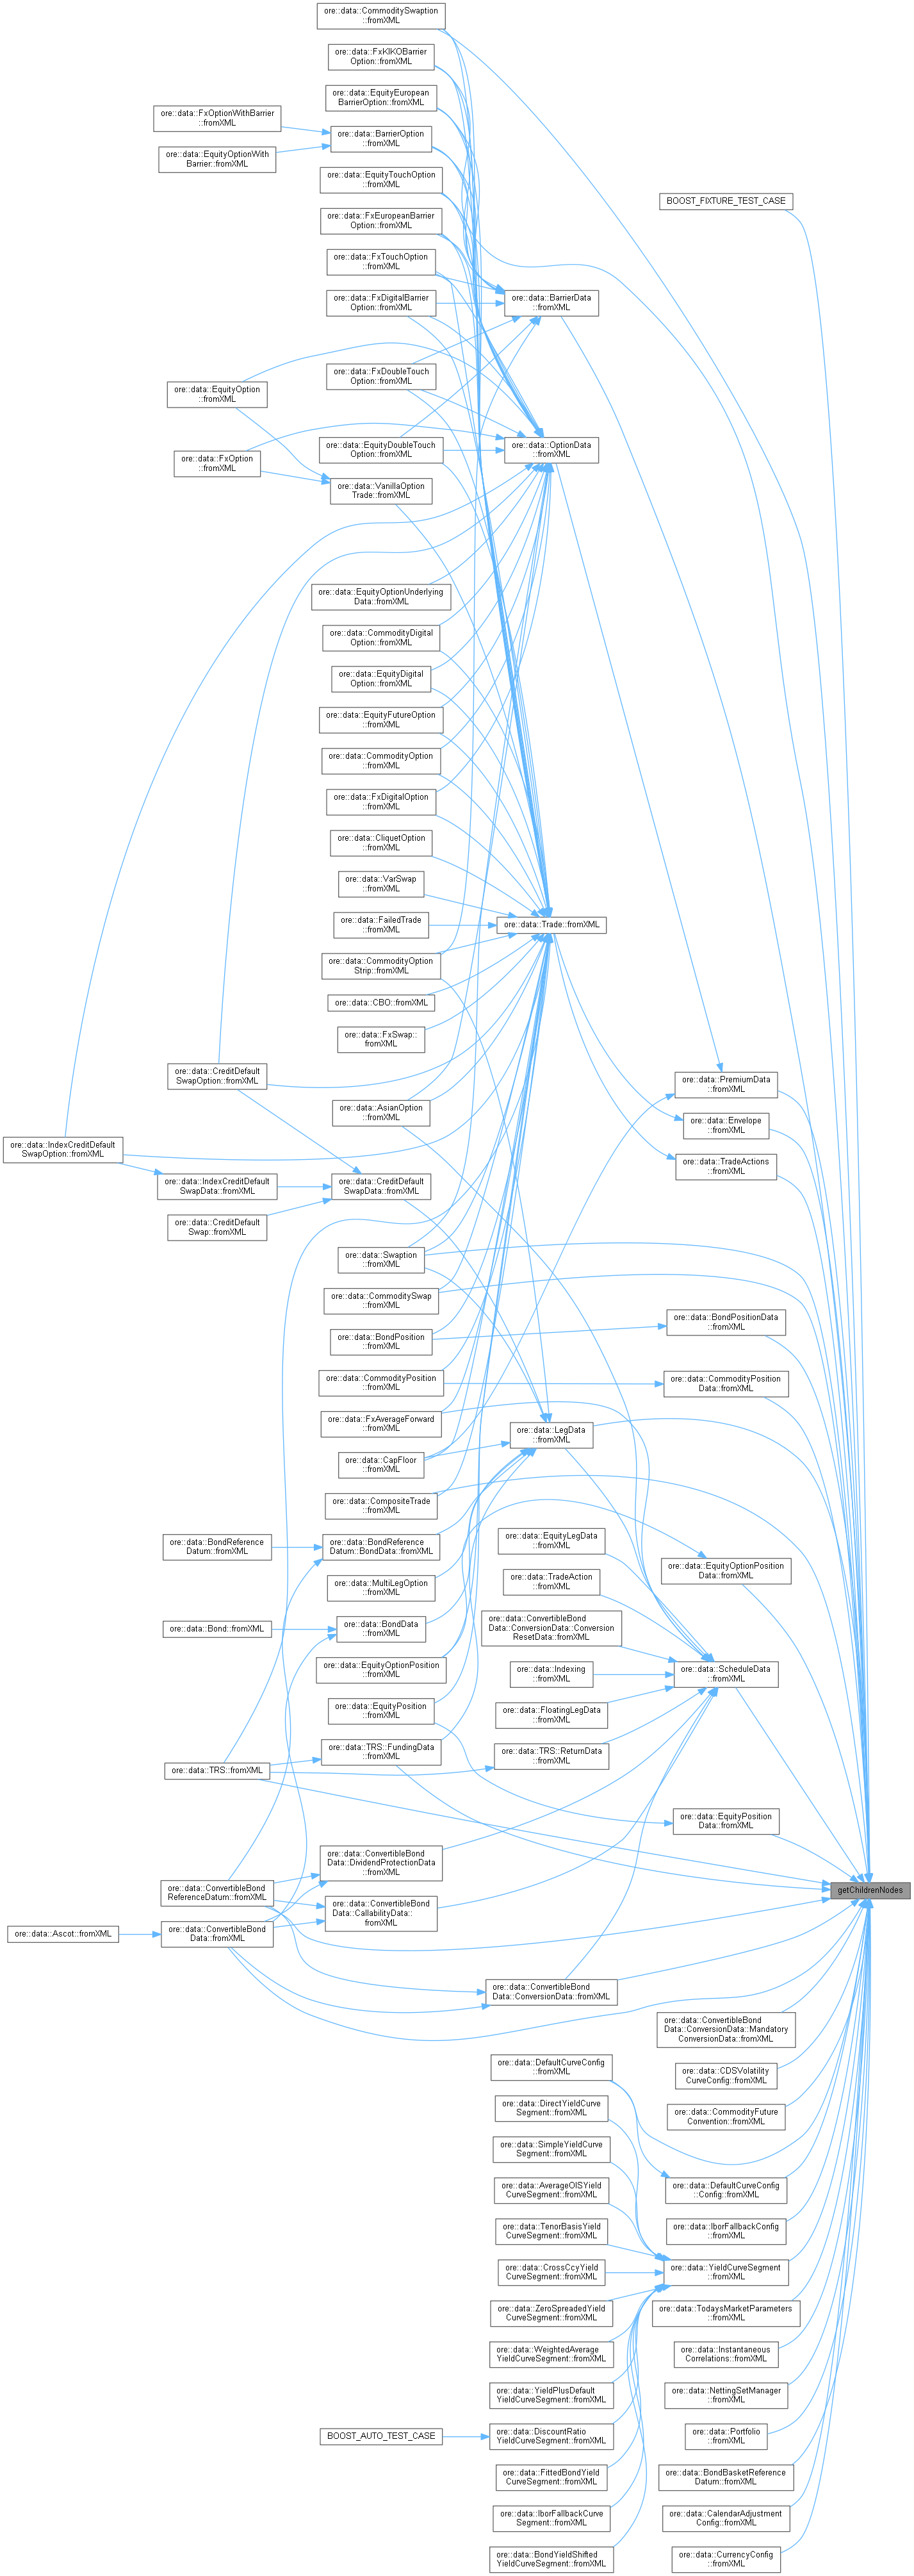 ore::data::CommoditySwaption
::fromXML
ore::data::FxKIKOBarrier
Option::fromXML
ore::data::EquityEuropean
BarrierOption::fromXML
ore::data::FxOptionWithBarrier
::fromXML
ore::data::BarrierOption
::fromXML
ore::data::EquityOptionWith
Barrier::fromXML
ore::data::EquityTouchOption
::fromXML
BOOST_FIXTURE_TEST_CASE
ore::data::FxEuropeanBarrier
Option::fromXML
ore::data::FxTouchOption
::fromXML
ore::data::FxDigitalBarrier
Option::fromXML
ore::data::BarrierData
::fromXML
ore::data::FxDoubleTouch
Option::fromXML
ore::data::EquityOption
::fromXML
ore::data::EquityDoubleTouch
Option::fromXML
ore::data::OptionData
::fromXML
ore::data::FxOption
::fromXML
ore::data::VanillaOption
Trade::fromXML
ore::data::EquityOptionUnderlying
Data::fromXML
ore::data::CommodityDigital
Option::fromXML
ore::data::EquityDigital
Option::fromXML
ore::data::EquityFutureOption
::fromXML
ore::data::CommodityOption
::fromXML
ore::data::FxDigitalOption
::fromXML
ore::data::CliquetOption
::fromXML
ore::data::VarSwap
::fromXML
ore::data::FailedTrade
::fromXML
ore::data::Trade::fromXML
ore::data::CommodityOption
Strip::fromXML
ore::data::CBO::fromXML
ore::data::FxSwap::
fromXML
ore::data::CreditDefault
SwapOption::fromXML
ore::data::PremiumData
::fromXML
ore::data::AsianOption
::fromXML
ore::data::Envelope
::fromXML
ore::data::IndexCreditDefault
SwapOption::fromXML
ore::data::TradeActions
::fromXML
ore::data::IndexCreditDefault
SwapData::fromXML
ore::data::CreditDefault
SwapData::fromXML
ore::data::CreditDefault
Swap::fromXML
ore::data::Swaption
::fromXML
ore::data::CommoditySwap
::fromXML
ore::data::BondPosition
::fromXML
ore::data::BondPositionData
::fromXML
ore::data::CommodityPosition
::fromXML
ore::data::CommodityPosition
Data::fromXML
ore::data::FxAverageForward
::fromXML
ore::data::LegData
::fromXML
ore::data::CapFloor
::fromXML
ore::data::CompositeTrade
::fromXML
ore::data::BondReference
Datum::fromXML
ore::data::BondReference
Datum::BondData::fromXML
ore::data::EquityLegData
::fromXML
ore::data::EquityOptionPosition
Data::fromXML
ore::data::MultiLegOption
::fromXML
ore::data::TradeAction
::fromXML
ore::data::Bond::fromXML
ore::data::BondData
::fromXML
ore::data::ConvertibleBond
Data::ConversionData::Conversion
ResetData::fromXML
ore::data::EquityOptionPosition
::fromXML
ore::data::Indexing
::fromXML
ore::data::ScheduleData
::fromXML
ore::data::EquityPosition
::fromXML
ore::data::FloatingLegData
::fromXML
ore::data::TRS::fromXML
ore::data::TRS::FundingData
::fromXML
ore::data::TRS::ReturnData
::fromXML
ore::data::EquityPosition
Data::fromXML
ore::data::ConvertibleBond
Data::DividendProtectionData
::fromXML
ore::data::ConvertibleBond
ReferenceDatum::fromXML
getChildrenNodes
ore::data::ConvertibleBond
Data::CallabilityData::
fromXML
ore::data::Ascot::fromXML
ore::data::ConvertibleBond
Data::fromXML
ore::data::ConvertibleBond
Data::ConversionData::fromXML
ore::data::ConvertibleBond
Data::ConversionData::Mandatory
ConversionData::fromXML
ore::data::DefaultCurveConfig
::fromXML
ore::data::CDSVolatility
CurveConfig::fromXML
ore::data::DirectYieldCurve
Segment::fromXML
ore::data::CommodityFuture
Convention::fromXML
ore::data::SimpleYieldCurve
Segment::fromXML
ore::data::AverageOISYield
CurveSegment::fromXML
ore::data::DefaultCurveConfig
::Config::fromXML
ore::data::TenorBasisYield
CurveSegment::fromXML
ore::data::IborFallbackConfig
::fromXML
ore::data::CrossCcyYield
CurveSegment::fromXML
ore::data::YieldCurveSegment
::fromXML
ore::data::ZeroSpreadedYield
CurveSegment::fromXML
ore::data::TodaysMarketParameters
::fromXML
ore::data::WeightedAverage
YieldCurveSegment::fromXML
ore::data::Instantaneous
Correlations::fromXML
ore::data::YieldPlusDefault
YieldCurveSegment::fromXML
ore::data::NettingSetManager
::fromXML
BOOST_AUTO_TEST_CASE
ore::data::DiscountRatio
YieldCurveSegment::fromXML
ore::data::Portfolio
::fromXML
ore::data::FittedBondYield
CurveSegment::fromXML
ore::data::BondBasketReference
Datum::fromXML
ore::data::IborFallbackCurve
Segment::fromXML
ore::data::CalendarAdjustment
Config::fromXML
ore::data::BondYieldShifted
YieldCurveSegment::fromXML
ore::data::CurrencyConfig
::fromXML